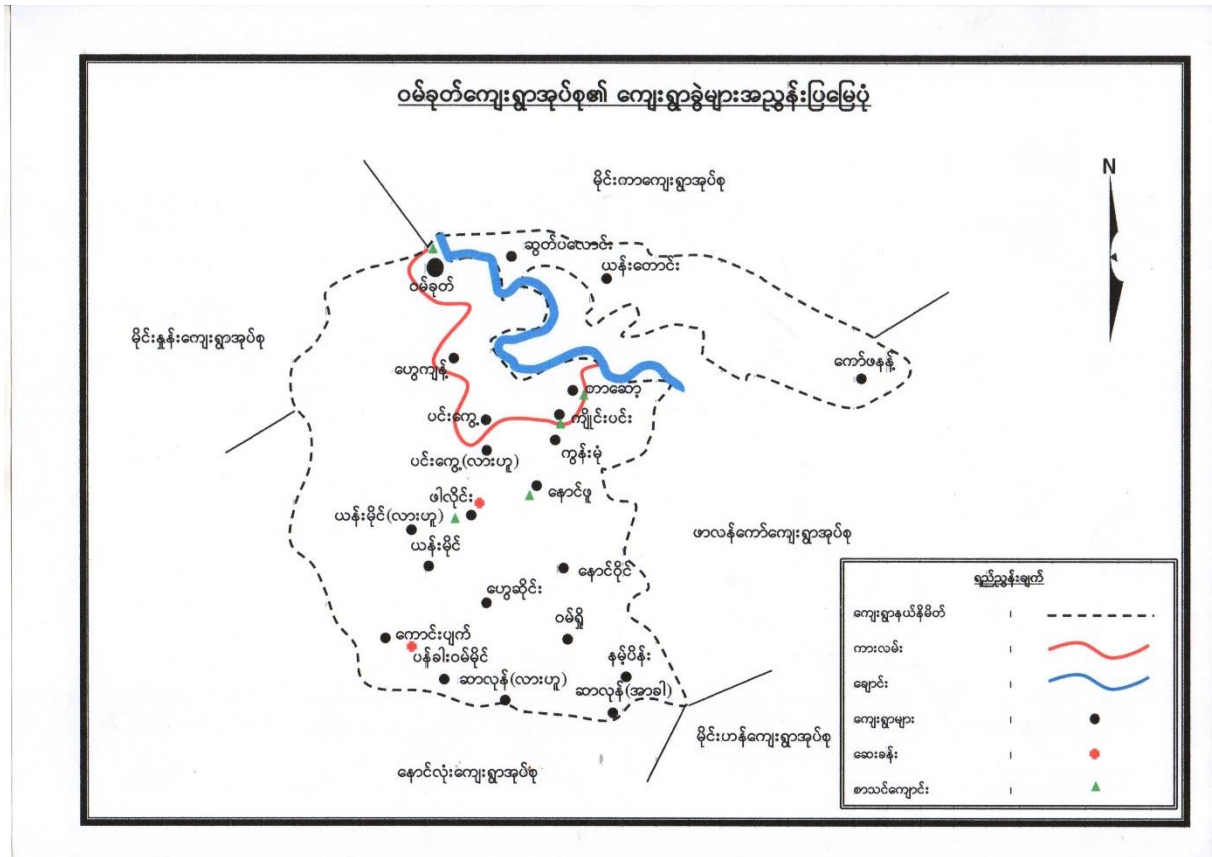 ဝမ်ခုတ်ကျေးရွာအုပ်စု၏ ကျေးရွာခွဲများအညွှန်းပြမြေပုံ
မိုင်းကာကျေးရွာအုပ်စု
N
ဆွတ်ပလောင်း
ယန်းတောင်း
ဝမ်ခုတ်
မိုင်းနှုန်းကျေးရွာအုပ်စု
ဟွေကျန့်
ကော်ဖနန့်
စာဆော့
ပင်းကွေ့
ကျိုင်းပင်း
ကွန်းမုံ
ပင်းကွေ့(လားဟူ)
ဖါလိုင်း
နောင်ဖူ
ယန်းမိုင်(လားဟူ)
ယန်းမိုင်
ဖာလန်ကော်ကျေးရွာအုပ်စု
နောင်ဝိုင်
ဟွေဆိုင်း
ဝမ်ရှို
ကောင်းပျက်
ပန်ခါးဝမ်မိုင်
နမ့်ပိန်း
ဆာလုန်(လားဟူ)
ဆာလုန်(အာခါ)
မိုင်းဟန်ကျေးရွာအုပ်စု
နောင်လုံးကျေးရွာအုပ်စု
ရည်ညွှန်းချက်
ကျေးရွာနယ်နိမိတ် ၊
ကားလမ်း ၊
ချောင်း ၊
ကျေးရွာများ ၊
ဆေးခန်း ၊
စာသင်ကျောင်း ၊